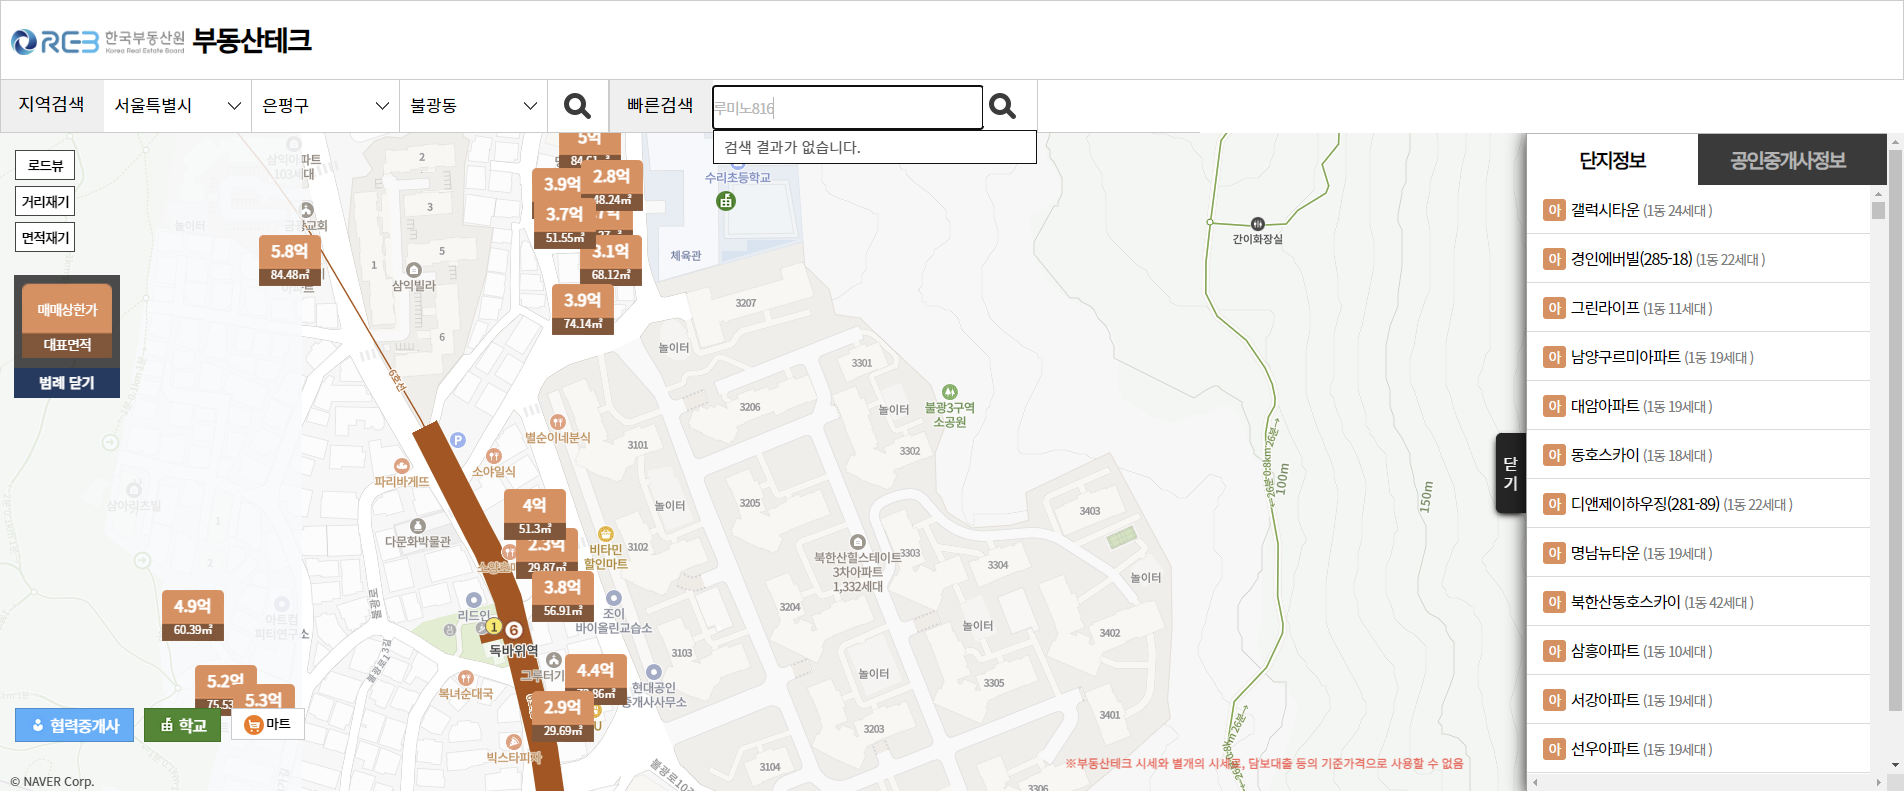 REB 한국부동산원 부동산테크
Korea Real Estate Board
지역검색 서울특별시 은평구 불광동 빠른검색 루미노816
검색 결과가 없습니다.
로드뷰
거리재기
면적재기
매매상한가
대표면적
범례 닫기
5억
3.9억
2.8억
48.24㎡
3.7억
51.55㎡
3.1억
68.12㎡
5.8억
84.48㎡
3.9억
74.14㎡
4억
51.3㎡
2.3억
29.87㎡
3.8억
56.91㎡
4.9억
60.39㎡
5.2억
5.3억
4.4억
2.9억
29.69㎡
수리초등학교
체육관
삼익빌라
놀이터
2
3
1
5
6
6호선
3207
놀이터
3301
3206
놀이터
불광3구역
소공원
간이화장실
3101
3302
별순이네분식
P
소야일식
파리바게뜨
다문화박물관
비타민
할인마트
3102
놀이터
3205
3403
북한산힐스테이트
3차아파트
1,332세대
3303
3304
놀이터
3204
리드인
조이
바이올린교습소
1
6
독바위역
놀이터
3402
3103
현대공인
중개사사무소
복녀순대국
놀이터
3305
3401
3203
빅스타피자
3104
3306
불광로
불광로13길
100m
150m
협력중개사
학교
마트
© NAVER Corp.
※부동산테크 시세와 별개의 시세로, 담보대출 등의 기준가격으로 사용할 수 없음
닫
기
단지정보 공인중개사정보
아 갤럭시타운 (1동 24세대 )
아 경인에버빌(285-18) (1동 22세대 )
아 그린라이프 (1동 11세대 )
아 남양구르미아파트 (1동 19세대 )
아 대암아파트 (1동 19세대 )
아 동호스카이 (1동 18세대 )
아 디앤제이하우징(281-89) (1동 22세대 )
아 명남뉴타운 (1동 19세대 )
아 북한산동호스카이 (1동 42세대 )
아 삼흥아파트 (1동 10세대 )
아 서강아파트 (1동 19세대 )
아 선우아파트 (1동 19세대 )